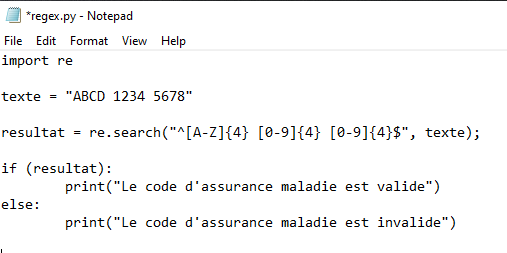 *regex.py - Notepad
File Edit Format View Help
import re
texte = "ABCD 1234 5678"
resultat = re.search("^[A-Z]{4} [0-9]{4} [0-9]{4}$", texte);
if (resultat):
print("Le code d'assurance maladie est valide")
else:
print("Le code d'assurance maladie est invalide")